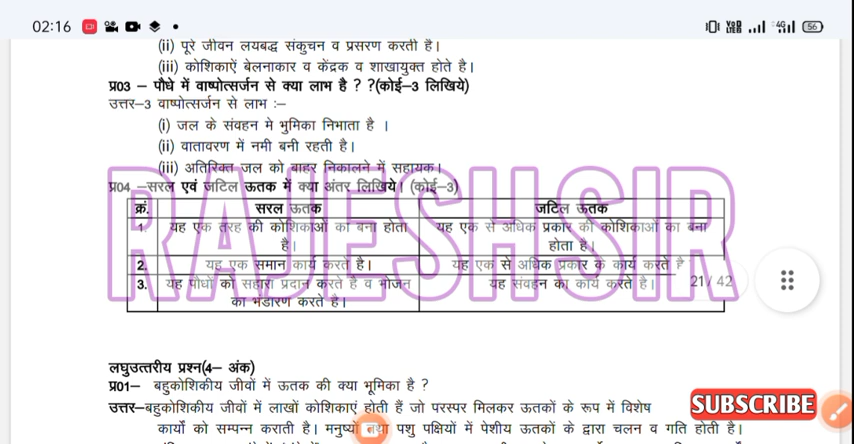 02:16
56
(ii) पूरे जीवन लयबद्ध संकुचन व प्रसरण करती है।
(iii) कोशिकाऐं बेलनाकार व केंद्रक व शाखायुक्त होते है।
प्र03 – पौधे में वाष्पोत्सर्जन से क्या लाभ है ? ?(कोई–3 लिखिये)
उत्तर–3 वाष्पोत्सर्जन से लाभ :–
(i) जल के संवहन मे भुमिका निभाता है ।
(ii) वातावरण में नमी बनी रहती है।
(iii) अतिरिक्त जल को बाहर निकालने में सहायक।
प्र04 –सरल एवं जटिल ऊतक में क्या अंतर लिखिये। (कोई–3)
RAJESH SIR
क्रं. सरल ऊतक जटिल ऊतक
1. यह एक तरह की कोशिकाओं का बना होता है। यह एक से अधिक प्रकार की कोशिकाओं का बना होता है।
2. यह एक समान कार्य करते है। यह एक से अधिक प्रकार के कार्य करते है
3. यह पौधों को सहारा प्रदान करते है व भोजन का भंडारण करते है। यह संवहन का कार्य करते है।
21/42
लघुउत्तरीय प्रश्न(4– अंक)
प्र01– बहुकोशिकीय जीवों में ऊतक की क्या भूमिका है ?
उत्तर–बहुकोशिकीय जीवों में लाखों कोशिकाएं होती हैं जो परस्पर मिलकर ऊतकों के रूप में विशेष
कार्यों को सम्पन्न कराती है। मनुष्यों तथा पशु पक्षियों में पेशीय ऊतकों के द्वारा चलन व गति होती है।
SUBSCRIBE